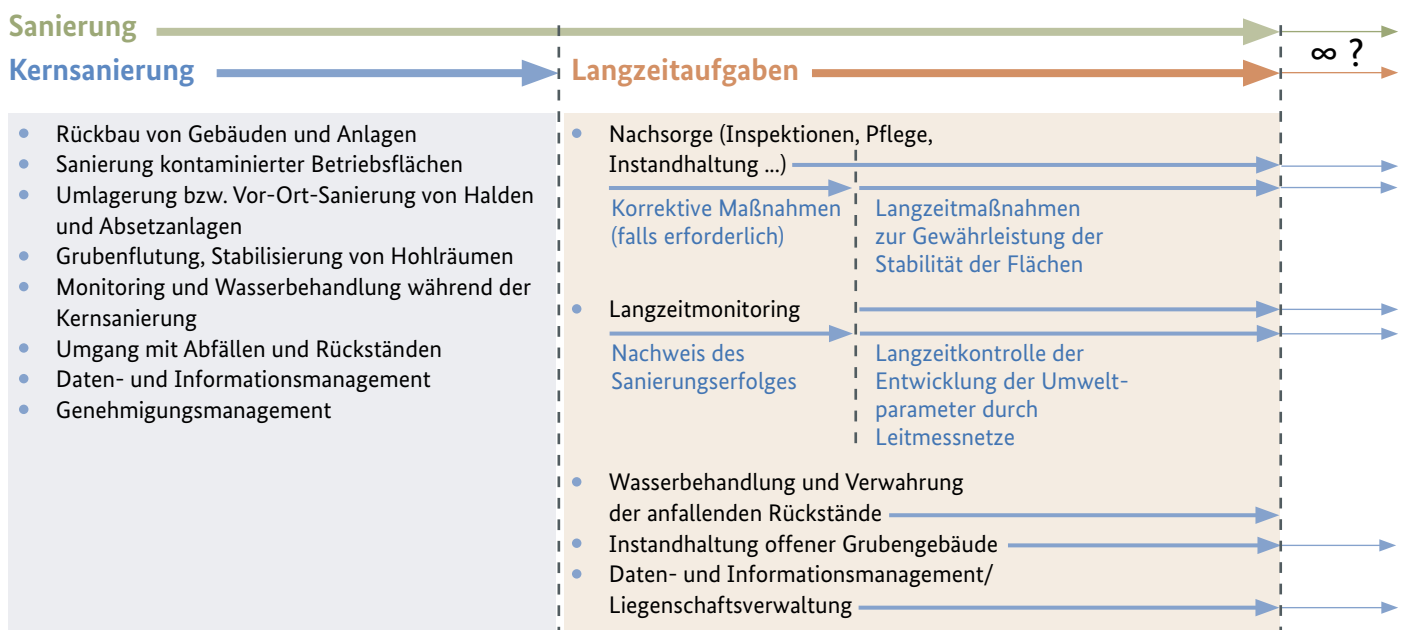 Sanierung
∞ ?
Kernsanierung
Langzeitaufgaben
• Rückbau von Gebäuden und Anlagen
• Sanierung kontaminierter Betriebsflächen
• Umlagerung bzw. Vor-Ort-Sanierung von Halden
und Absetzanlagen
• Grubenflutung, Stabilisierung von Hohlräumen
• Monitoring und Wasserbehandlung während der
Kernsanierung
• Umgang mit Abfällen und Rückständen
• Daten- und Informationsmanagement
• Genehmigungsmanagement
• Nachsorge (Inspektionen, Pflege,
Instandhaltung ...)
Korrektive Maßnahmen
(falls erforderlich)
Langzeitmaßnahmen
zur Gewährleistung der
Stabilität der Flächen
• Langzeitmonitoring
Nachweis des
Sanierungserfolges
Langzeitkontrolle der
Entwicklung der Umwelt-
parameter durch
Leitmessnetze
• Wasserbehandlung und Verwahrung
der anfallenden Rückstände
• Instandhaltung offener Grubengebäude
• Daten- und Informationsmanagement/
Liegenschaftsverwaltung